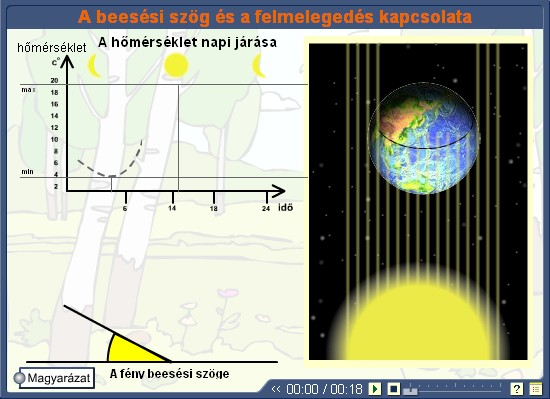 A beesési szög és a felmelegedés kapcsolata
hőmérséklet
A hőmérséklet napi járása
C°
20
max
18
16
14
12
10
8
6
min
4
2
6
14
18
24
idő
A fény beesési szöge
Magyarázat
<< 00:00 / 00:18
?